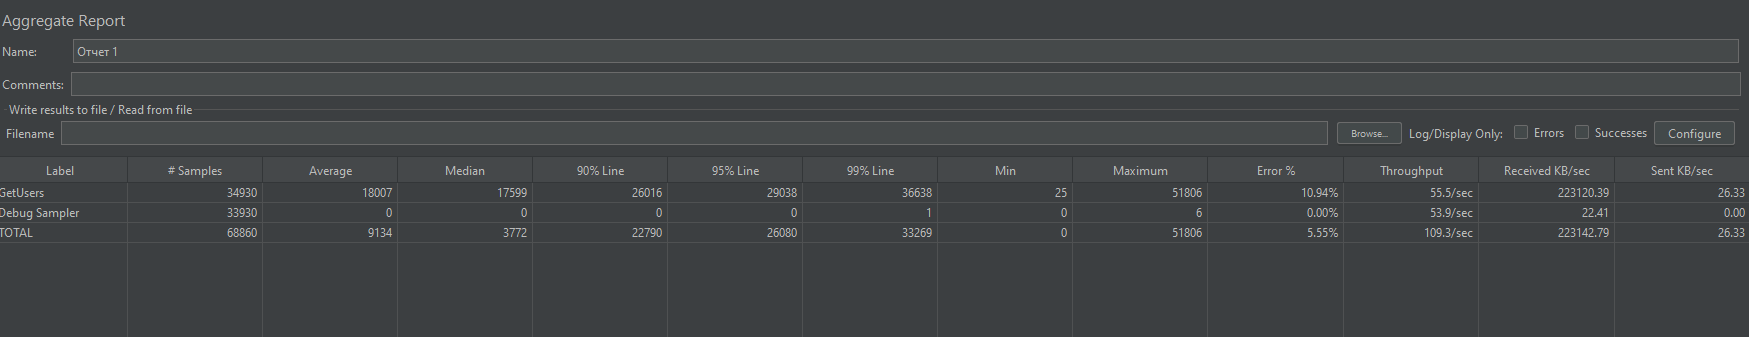 Aggregate Report
Name: Отчет 1
Comments:
Write results to file / Read from file
Filename Browse... Log/Display Only: Errors Successes Configure
Label # Samples Average Median 90% Line 95% Line 99% Line Min Maximum Error % Throughput Received KB/sec Sent KB/sec
GetUsers 34930 18007 17599 26016 29038 36638 25 51806 10.94% 55.5/sec 223120.39 26.33
Debug Sampler 33930 0 0 0 0 1 0 6 0.00% 53.9/sec 22.41 0.00
TOTAL 68860 9134 3772 22790 26080 33269 0 51806 5.55% 109.3/sec 223142.79 26.33